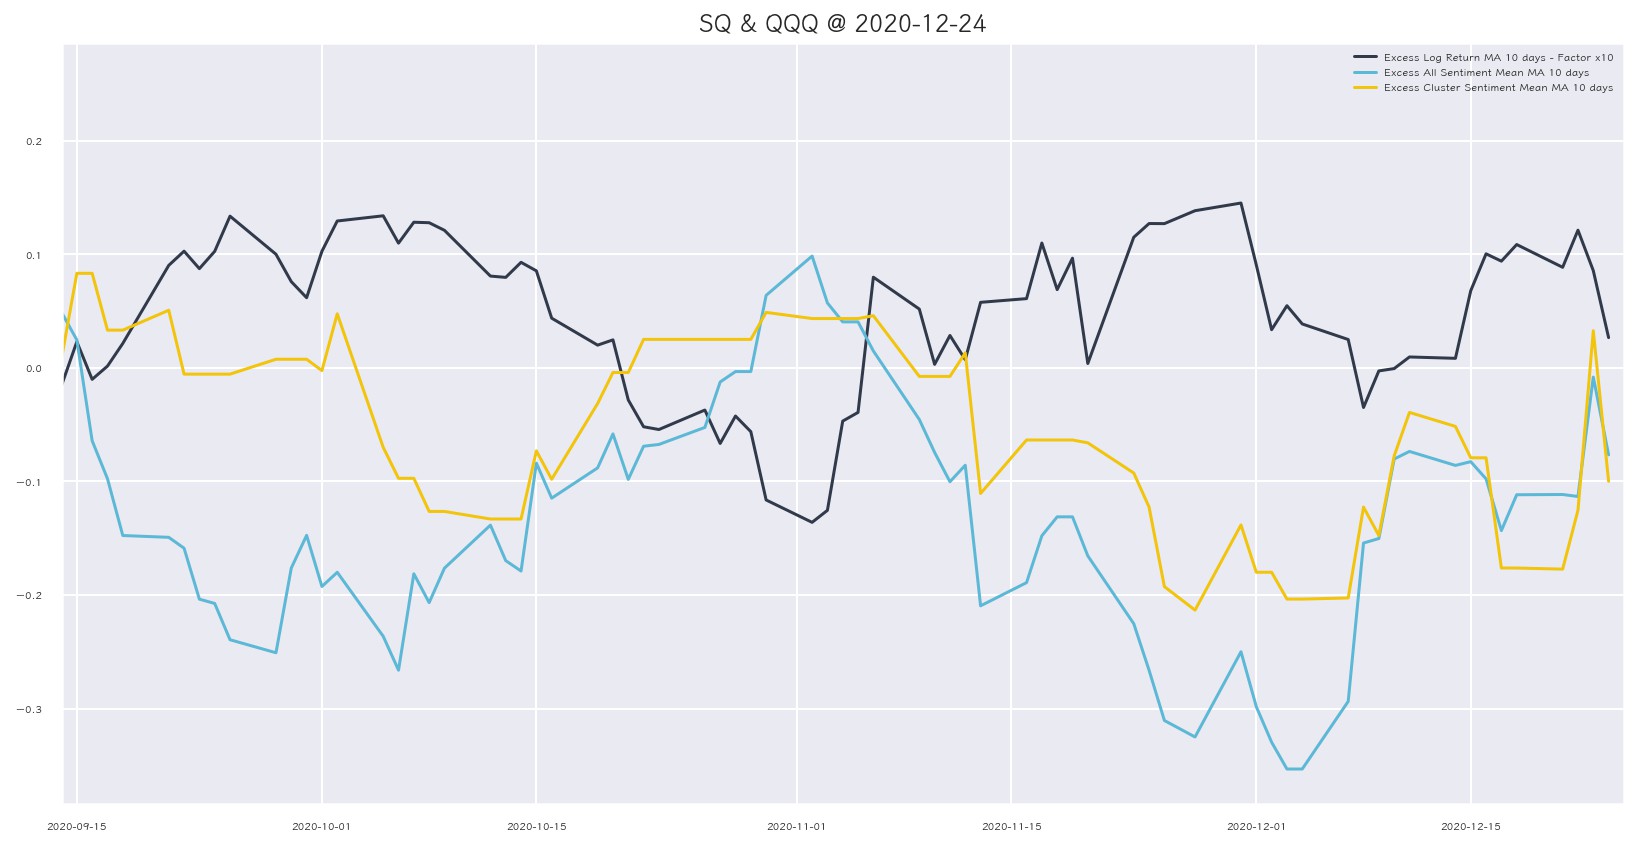 SQ & QQQ @ 2020-12-24
Excess Log Return MA 10 days - Factor x10
Excess All Sentiment Mean MA 10 days
Excess Cluster Sentiment Mean MA 10 days
0.2
0.1
0.0
−0.1
−0.2
−0.3
2020-09-15 2020-10-01 2020-10-15 2020-11-01 2020-11-15 2020-12-01 2020-12-15